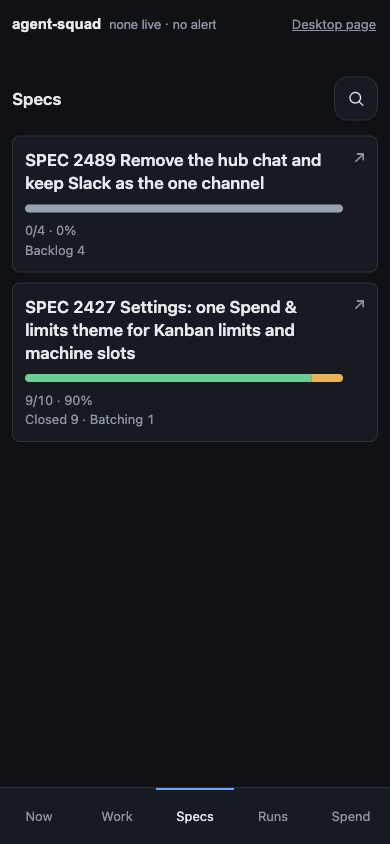 agent-squad none live · no alert Desktop page
Specs
SPEC 2489 Remove the hub chat and
keep Slack as the one channel
0/4 · 0%
Backlog 4
SPEC 2427 Settings: one Spend &
limits theme for Kanban limits and
machine slots
9/10 · 90%
Closed 9 · Batching 1
Now Work Specs Runs Spend